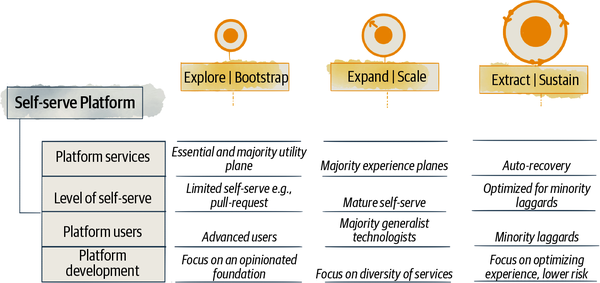 Explore | Bootstrap
Expand | Scale
Extract | Sustain
Self-serve Platform
Platform services
Essential and majority utility
plane
Majority experience planes
Auto-recovery
Level of self-serve
Limited self-serve e.g.,
pull-request
Mature self-serve
Optimized for minority
laggards
Platform users
Advanced users
Majority generalist
technologists
Minority laggards
Platform
development
Focus on an opinionated
foundation
Focus on diversity of services
Focus on optimizing
experience, lower risk